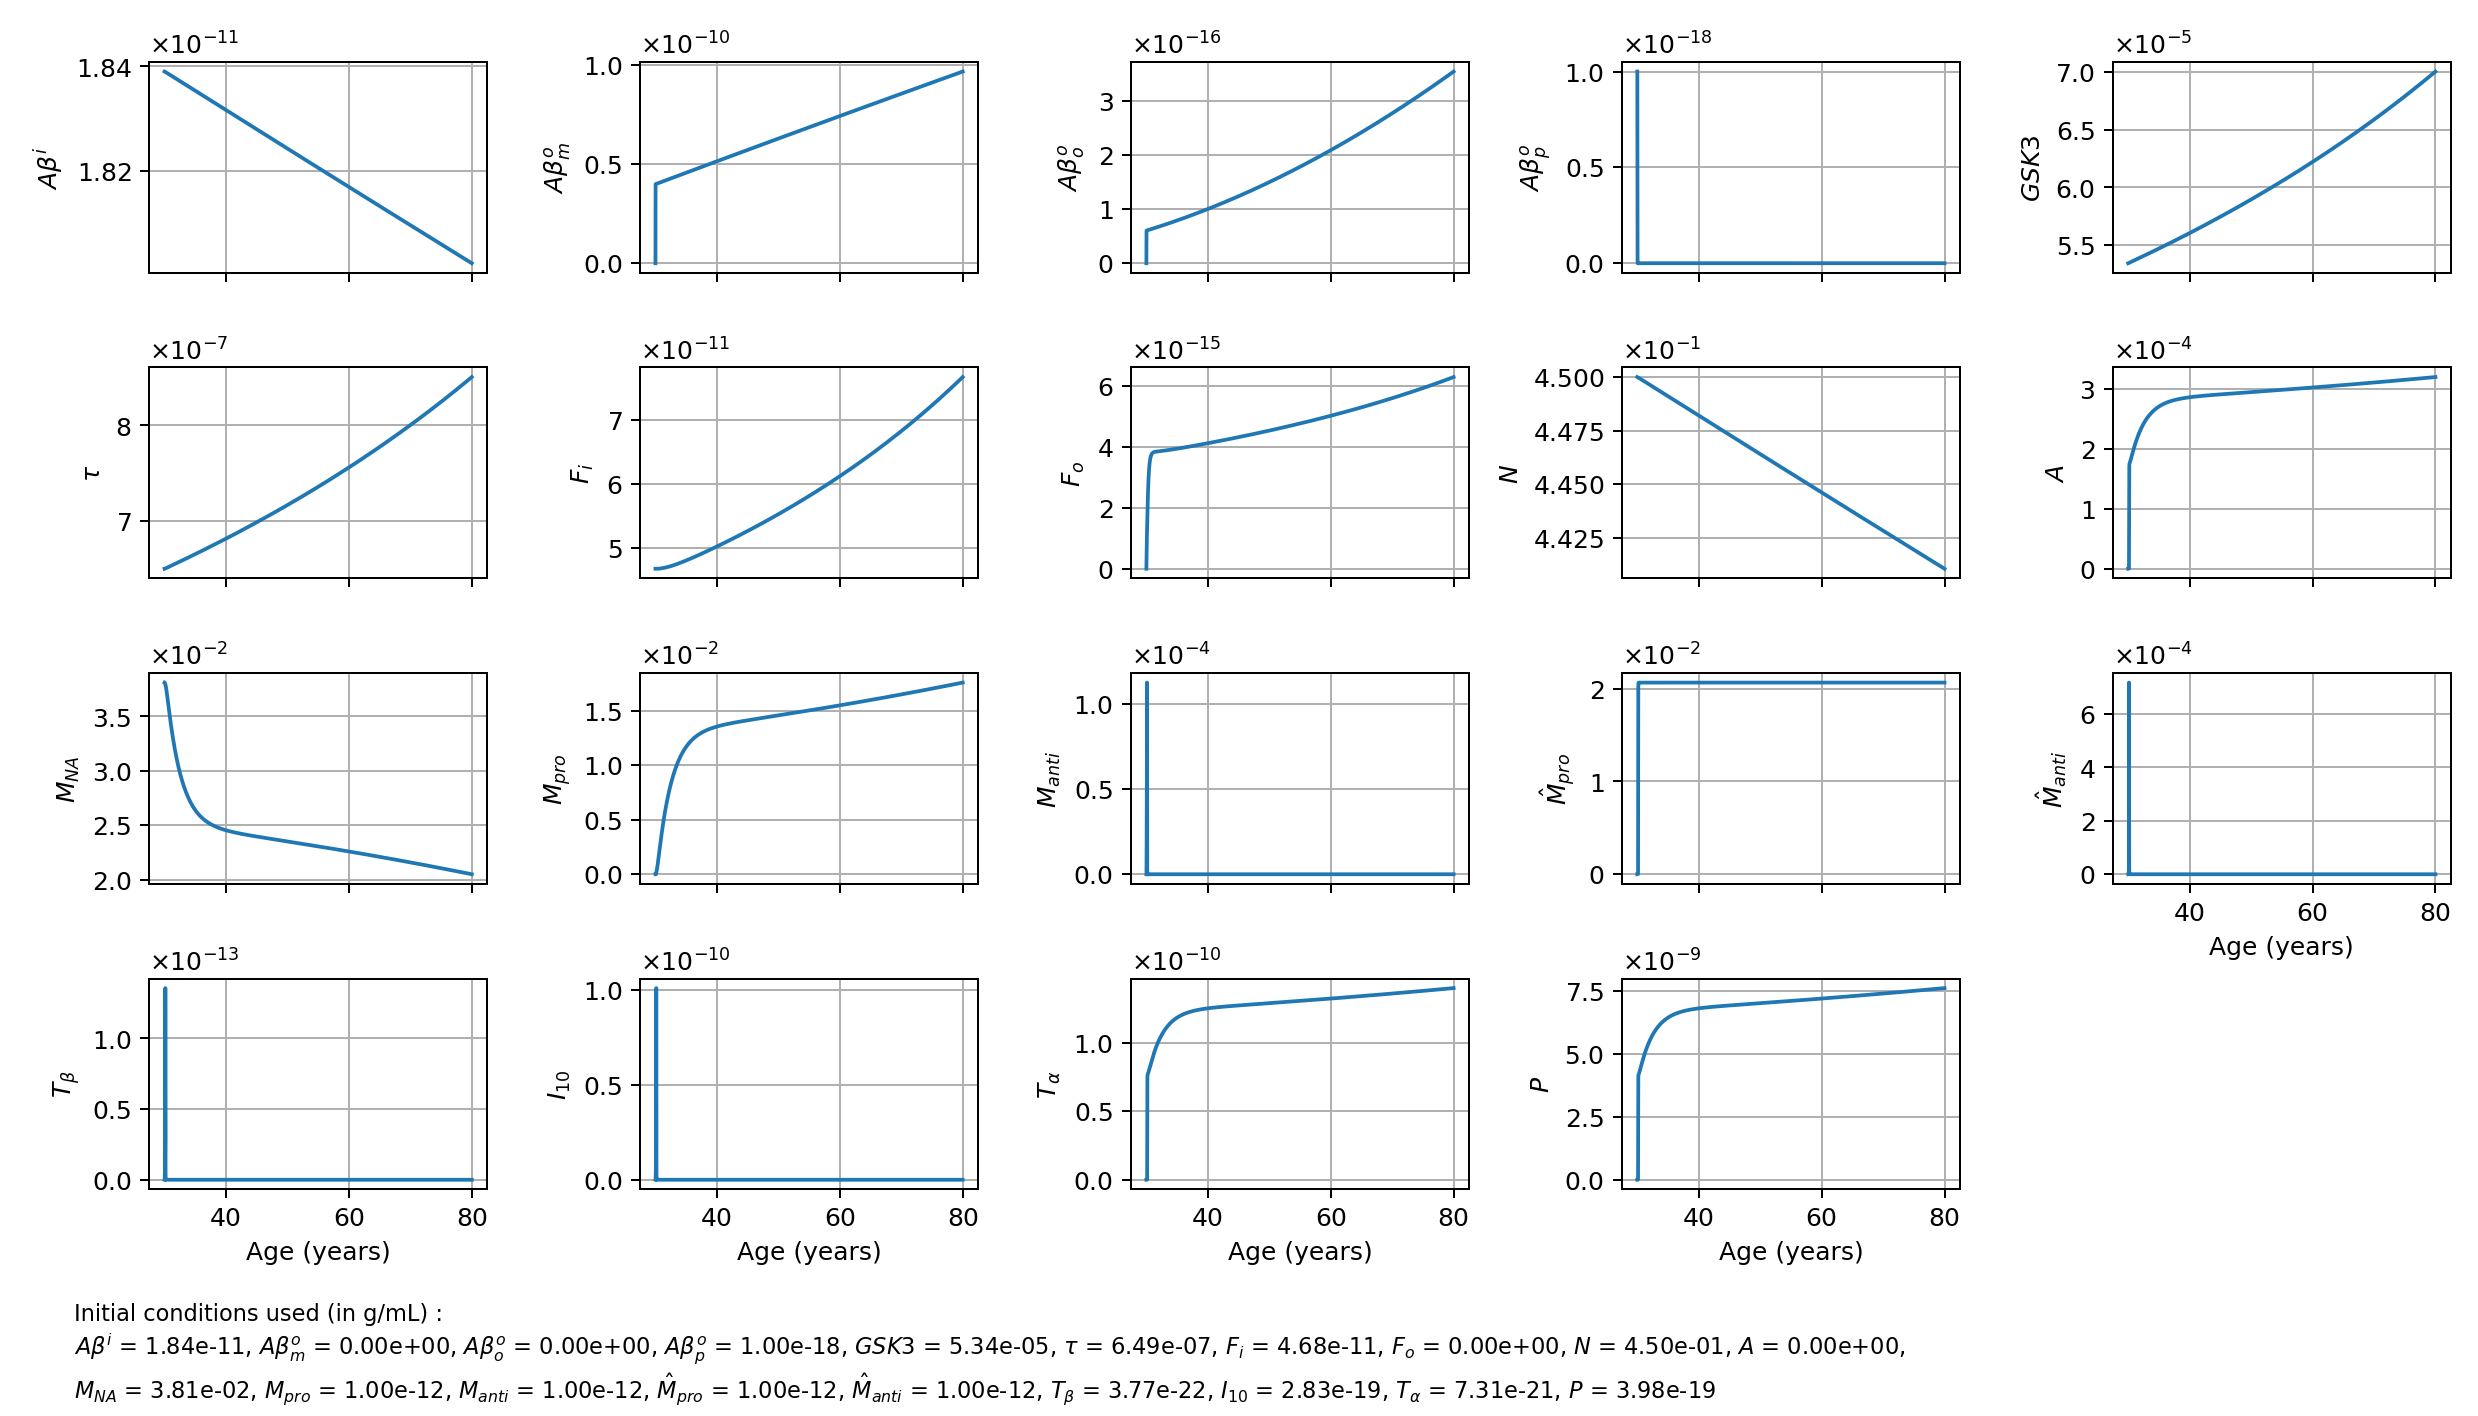 ×10⁻¹¹ ×10⁻¹⁰ ×10⁻¹⁶ ×10⁻¹⁸ ×10⁻⁵
Aβⁱ 1.84 1.82
Aβₘᵒ 1.0 0.5 0.0
Aβₒᵒ 3 2 1 0
Aβₚᵒ 1.0 0.5 0.0
GSK3 7.0 6.5 6.0 5.5
×10⁻⁷ ×10⁻¹¹ ×10⁻¹⁵ ×10⁻¹ ×10⁻⁴
τ 8 7
Fᵢ 7 6 5
Fₒ 6 4 2 0
N 4.500 4.475 4.450 4.425
A 3 2 1 0
×10⁻² ×10⁻² ×10⁻⁴ ×10⁻² ×10⁻⁴
M_NA 3.5 3.0 2.5 2.0
M_pro 1.5 1.0 0.5 0.0
M_anti 1.0 0.5 0.0
M̂_pro 2 1 0
M̂_anti 6 4 2 0
40 60 80
Age (years)
×10⁻¹³ ×10⁻¹⁰ ×10⁻¹⁰ ×10⁻⁹
T_β 1.0 0.5 0.0
I₁₀ 1.0 0.5 0.0
T_α 1.0 0.5 0.0
P 7.5 5.0 2.5 0.0
40 60 80 40 60 80 40 60 80 40 60 80
Age (years) Age (years) Age (years) Age (years)
Initial conditions used (in g/mL) :
Aβⁱ = 1.84e-11, Aβₘᵒ = 0.00e+00, Aβₒᵒ = 0.00e+00, Aβₚᵒ = 1.00e-18, GSK3 = 5.34e-05, τ = 6.49e-07, Fᵢ = 4.68e-11, Fₒ = 0.00e+00, N = 4.50e-01, A = 0.00e+00,
M_NA = 3.81e-02, M_pro = 1.00e-12, M_anti = 1.00e-12, M̂_pro = 1.00e-12, M̂_anti = 1.00e-12, T_β = 3.77e-22, I₁₀ = 2.83e-19, T_α = 7.31e-21, P = 3.98e-19